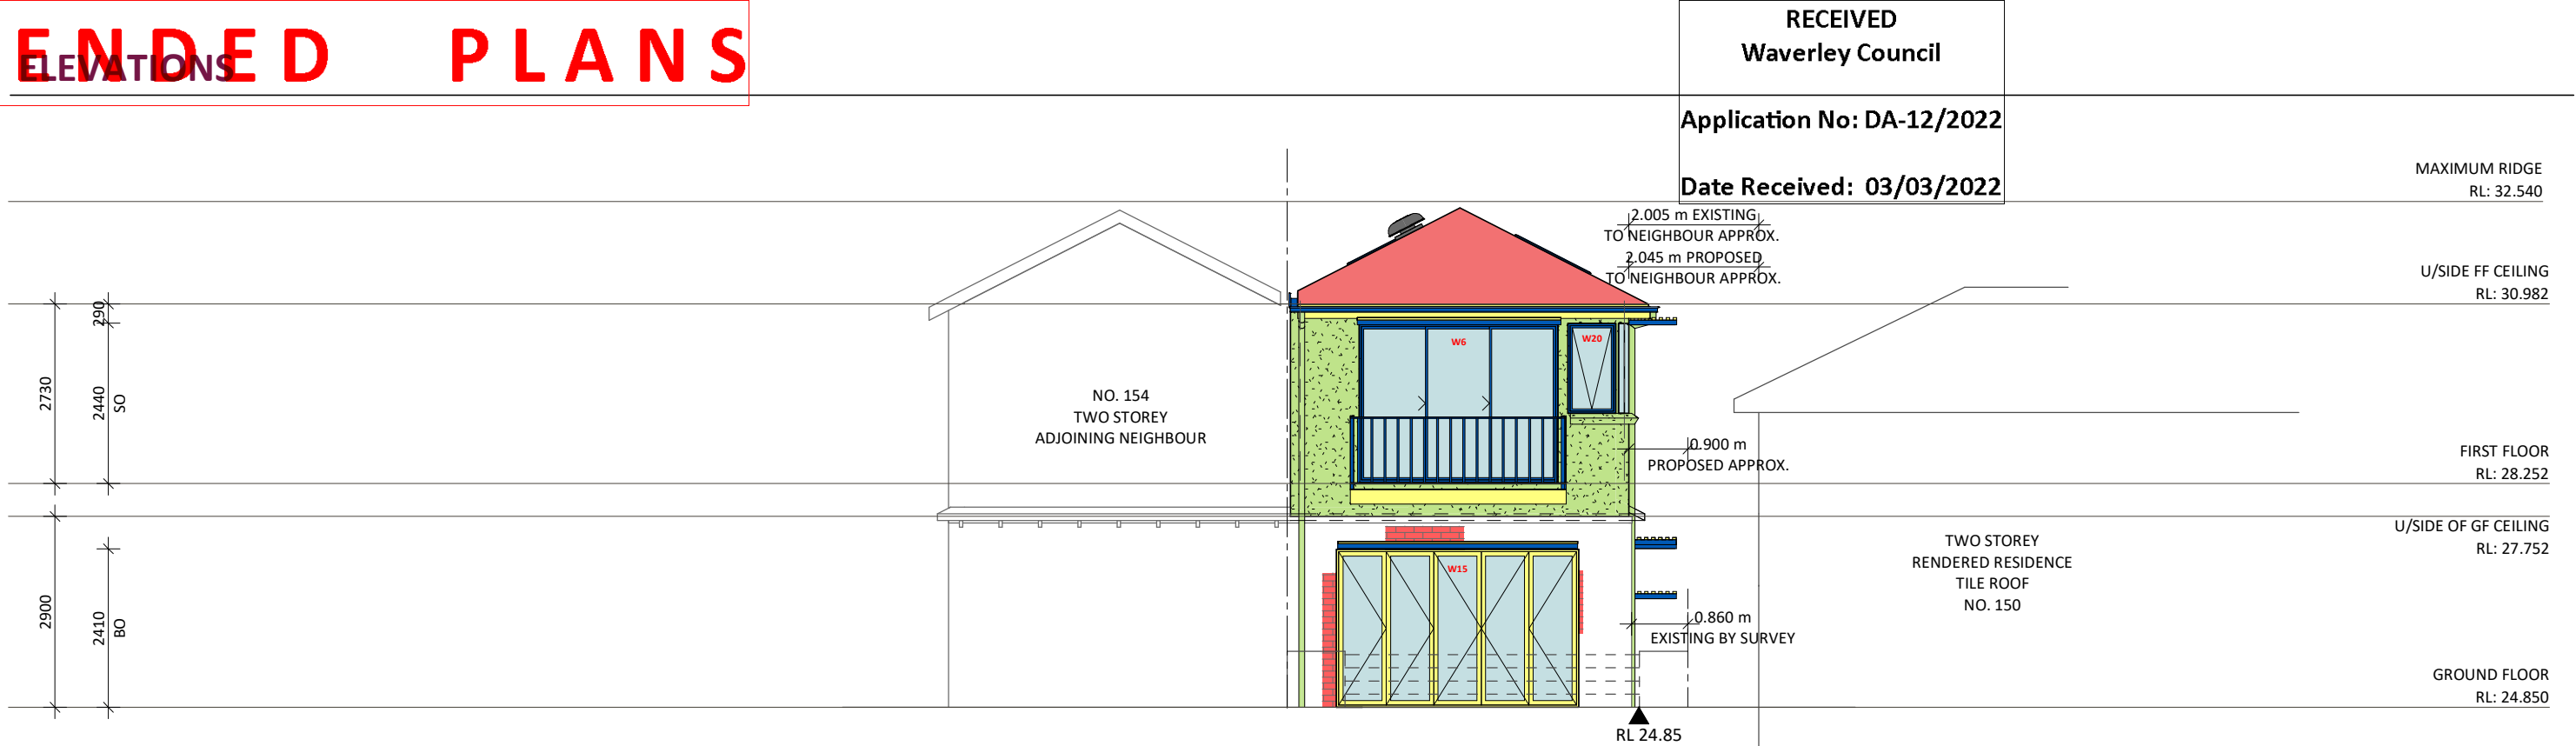 ENDED PLANS
ELEVATIONS
RECEIVED
Waverley Council
Application No: DA-12/2022
Date Received: 03/03/2022
MAXIMUM RIDGE
RL: 32.540
2.005 m EXISTING
TO NEIGHBOUR APPROX.
2.045 m PROPOSED
TO NEIGHBOUR APPROX.
U/SIDE FF CEILING
RL: 30.982
290
2730
2440
SO
W6
W20
NO. 154
TWO STOREY
ADJOINING NEIGHBOUR
0.900 m
PROPOSED APPROX.
FIRST FLOOR
RL: 28.252
U/SIDE OF GF CEILING
RL: 27.752
2900
2410
BO
W15
TWO STOREY
RENDERED RESIDENCE
TILE ROOF
NO. 150
0.860 m
EXISTING BY SURVEY
GROUND FLOOR
RL: 24.850
RL 24.85